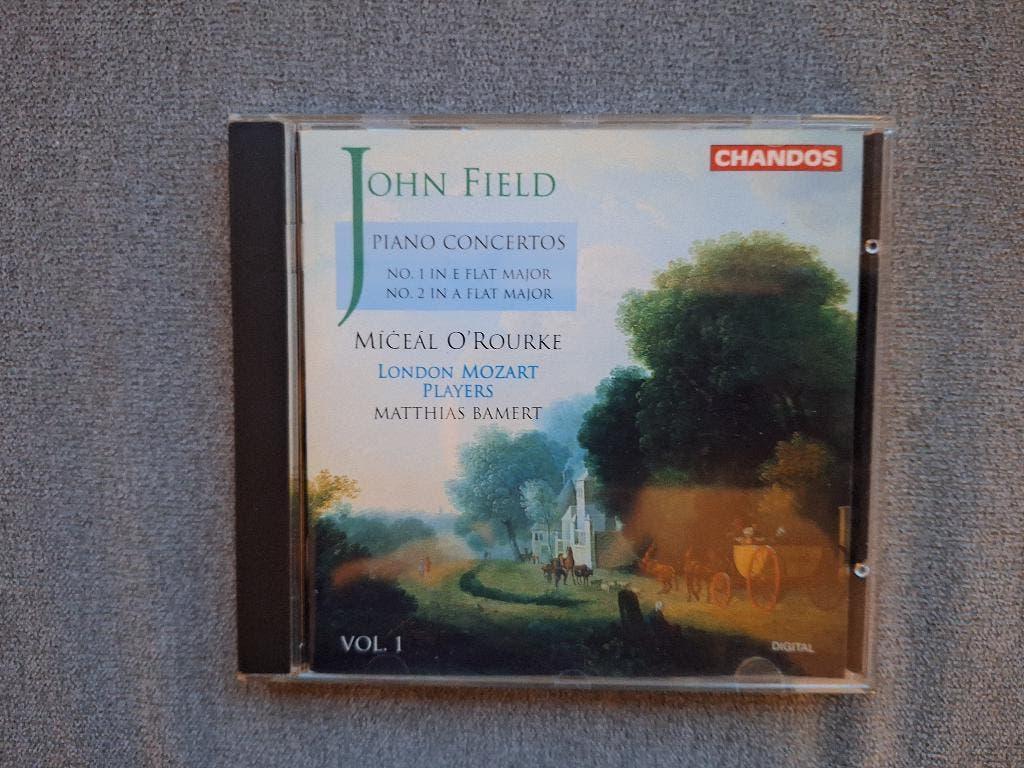 CHANDOS
JOHN FIELD
PIANO CONCERTOS
NO. 1 IN E FLAT MAJOR
NO. 2 IN A FLAT MAJOR
MÍĊEÁL O'ROURKE
LONDON MOZART
PLAYERS
MATTHIAS BAMERT
VOL. 1
DIGITAL